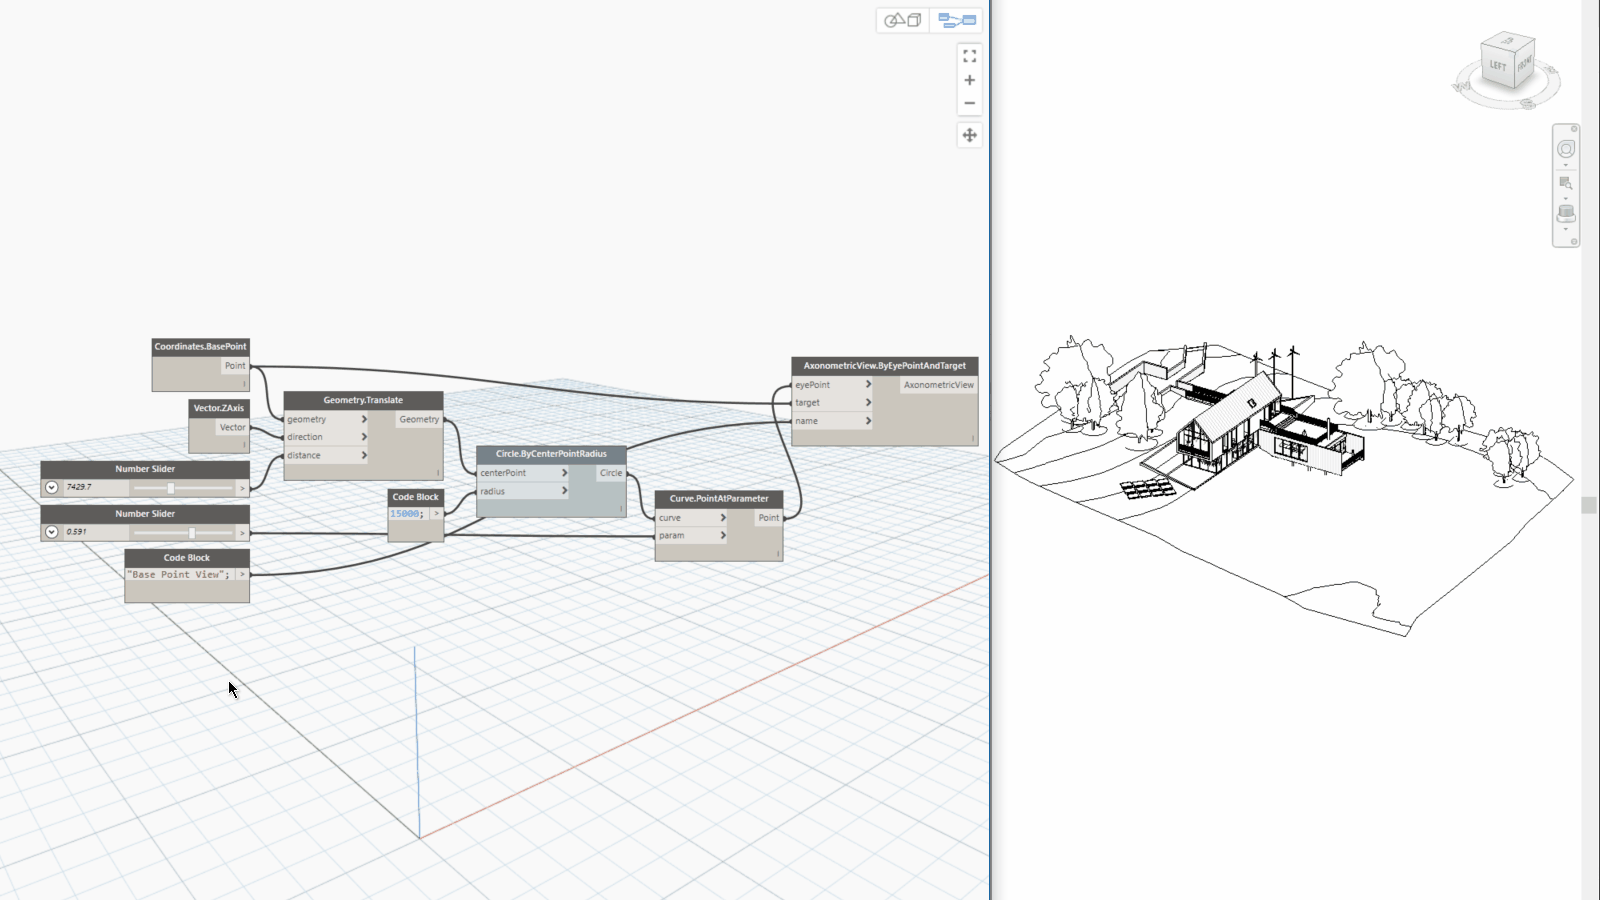 Coordinates.BasePoint
Point
Vector.ZAxis
Vector
Geometry.Translate
geometry > Geometry
direction >
distance >
Number Slider
7429.7 >
Number Slider
0.591 >
Code Block
"Base Point View"; >
Code Block
15000; >
Circle.ByCenterPointRadius
centerPoint > Circle
radius >
Curve.PointAtParameter
curve > Point
param >
AxonometricView.ByEyePointAndTarget
eyePoint > AxonometricView
target >
name >
LEFT
FRONT